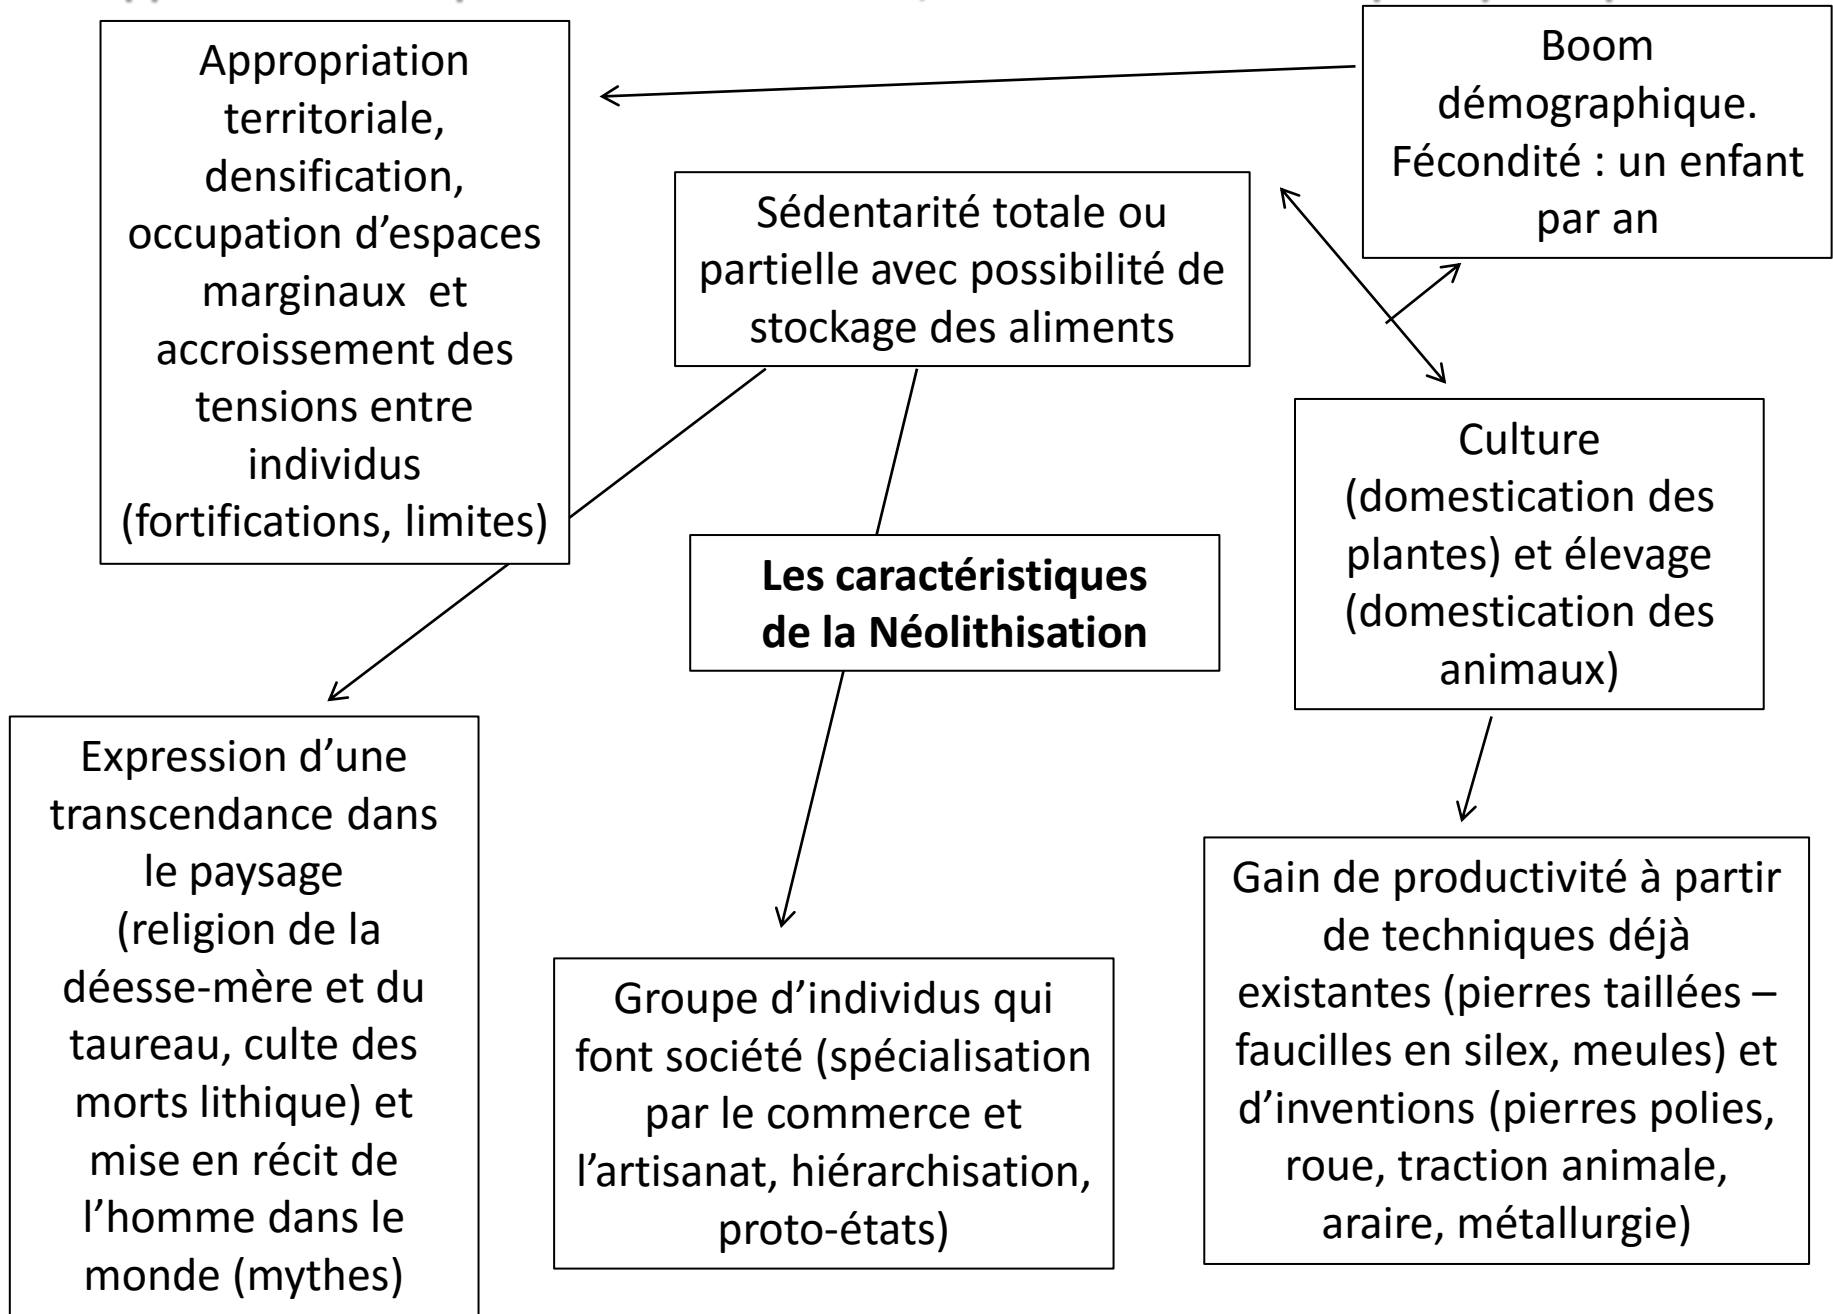 Appropriation
territoriale,
densification,
occupation d'espaces
marginaux et
accroissement des
tensions entre
individus
(fortifications, limites)
Boom
démographique.
Fécondité : un enfant
par an
Sédentarité totale ou
partielle avec possibilité de
stockage des aliments
Les caractéristiques
de la Néolithisation
Culture
(domestication des
plantes) et élevage
(domestication des
animaux)
Expression d'une
transcendance dans
le paysage
(religion de la
déesse-mère et du
taureau, culte des
morts lithique) et
mise en récit de
l'homme dans le
monde (mythes)
Groupe d'individus qui
font société (spécialisation
par le commerce et
l'artisanat, hiérarchisation,
proto-états)
Gain de productivité à partir
de techniques déjà
existantes (pierres taillées –
faucilles en silex, meules) et
d'inventions (pierres polies,
roue, traction animale,
araire, métallurgie)